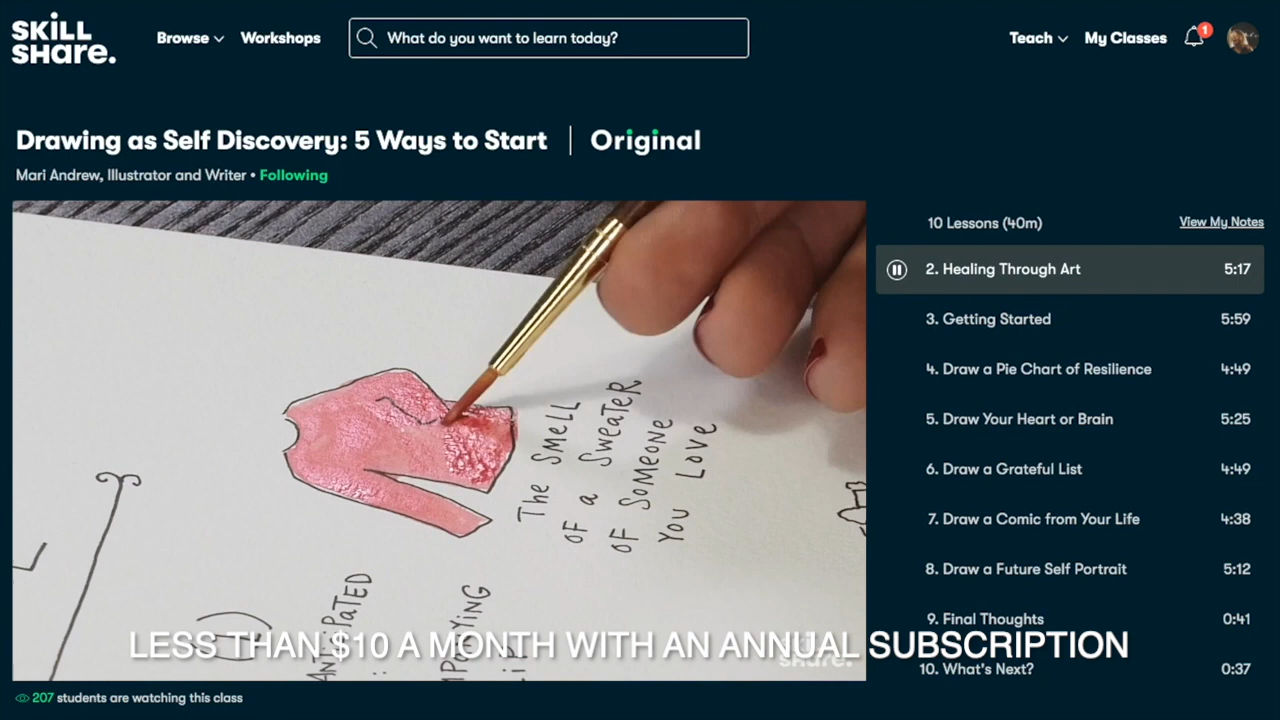 SKILL
SHARE.
Browse
Workshops
What do you want to learn today?
Teach
My Classes
1
Drawing as Self Discovery: 5 Ways to Start | Original
Mari Andrew, Illustrator and Writer • Following
10 Lessons (40m)
View My Notes
2. Healing Through Art 5:17
3. Getting Started 5:59
4. Draw a Pie Chart of Resilience 4:49
5. Draw Your Heart or Brain 5:25
6. Draw a Grateful List 4:49
7. Draw a Comic from Your Life 4:38
8. Draw a Future Self Portrait 5:12
9. Final Thoughts 0:41
10. What's Next? 0:37
The SMeLL
OF a SWeaTeR
OF SOMeONe
YOU LOVe
LESS THAN $10 A MONTH WITH AN ANNUAL SUBSCRIPTION
share.
207 students are watching this class